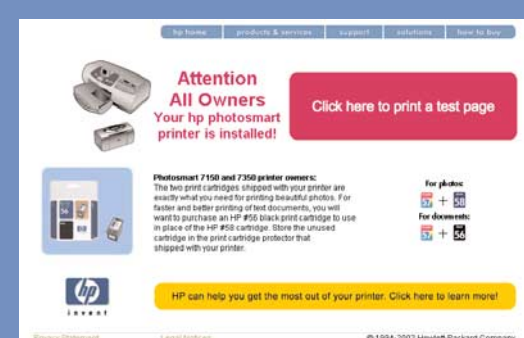 hp home products & services support solutions how to buy
Attention
All Owners
Your hp photosmart
printer is installed!
Click here to print a test page
Photosmart 7150 and 7350 printer owners:
The two print cartridges shipped with your printer are
exactly what you need for printing beautiful photos. For
faster and better printing of text documents, you will
want to purchase an HP #56 black print cartridge to use
in place of the HP #58 cartridge. Store the unused
cartridge in the print cartridge protector that
shipped with your printer.
For photos:
57 + 58
For documents:
57 + 56
56
hp
invent
HP can help you get the most out of your printer. Click here to learn more!
Privacy Statement Legal Notices © 1994-2002 Hewlett Packard Company